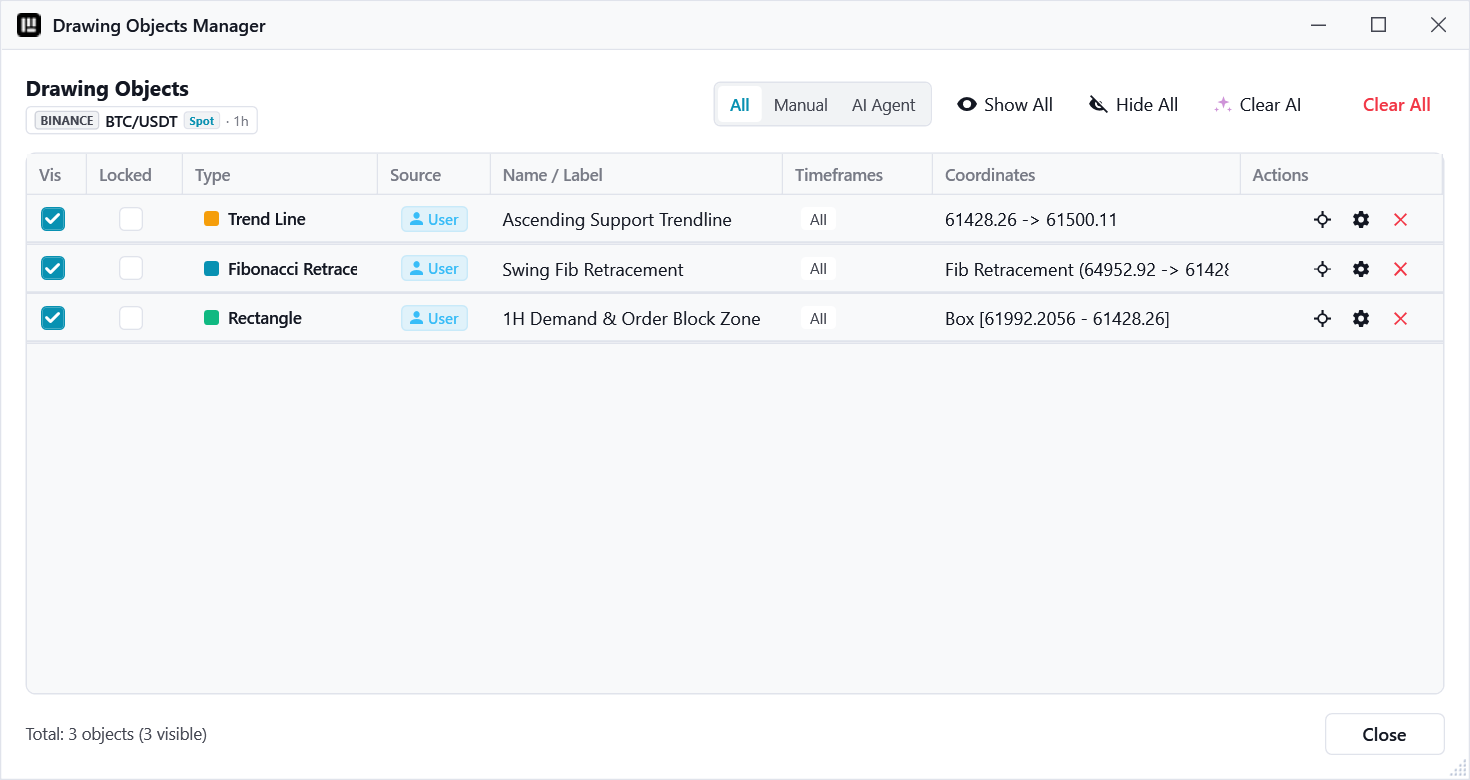 Drawing Objects Manager
Drawing Objects
BINANCE BTC/USDT Spot · 1h
All Manual AI Agent Show All Hide All Clear AI Clear All
Vis Locked Type Source Name / Label Timeframes Coordinates Actions
Trend Line User Ascending Support Trendline All 61428.26 -> 61500.11
Fibonacci Retrace User Swing Fib Retracement All Fib Retracement (64952.92 -> 61428
Rectangle User 1H Demand & Order Block Zone All Box [61992.2056 - 61428.26]
Total: 3 objects (3 visible)
Close